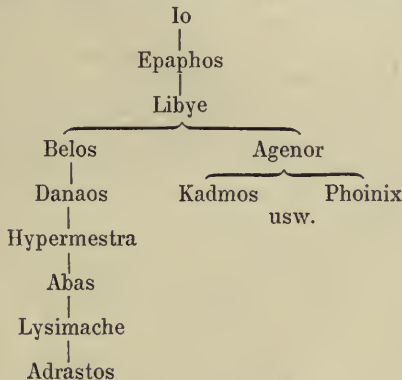 Io
Epaphos
Libye
Belos Agenor
Danaos Kadmos Phoinix
usw.
Hypermestra
Abas
Lysimache
Adrastos